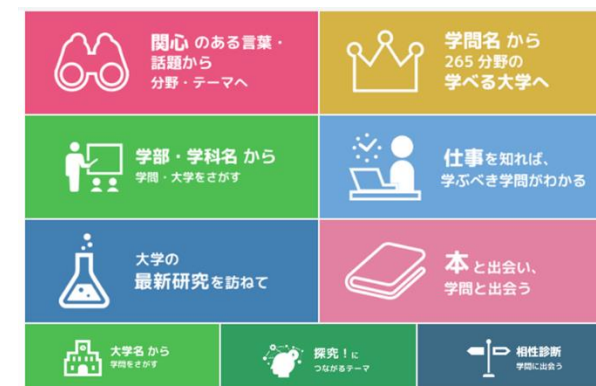 関心 のある言葉・
話題から
分野・テーマへ
学問名 から
265 分野の
学べる大学へ
学部・学科名 から
学問・大学をさがす
仕事を知れば、
学ぶべき学問がわかる
大学の
最新研究を訪ねて
本 と出会い、
学問と出会う
大学名 から
学問をさがす
探究！に
つながるテーマ
相性診断
学問に出会う